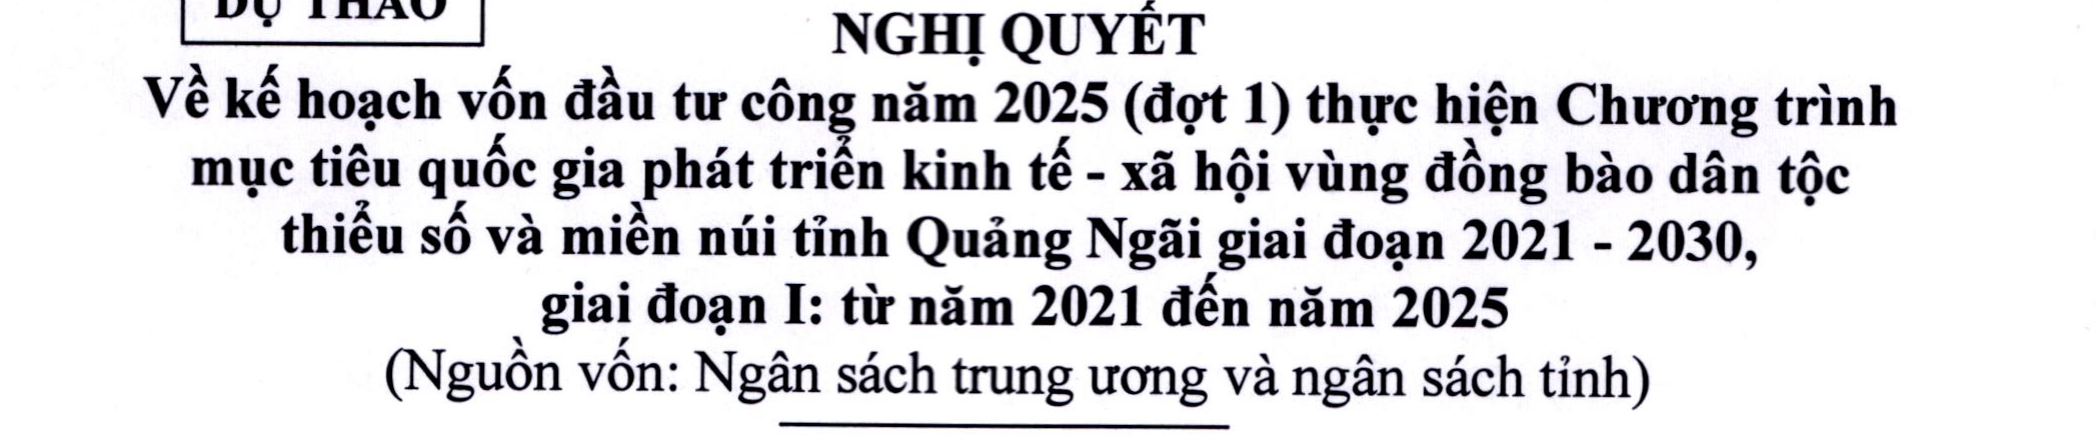 DỰ THẢO
NGHỊ QUYẾT
Về kế hoạch vốn đầu tư công năm 2025 (đợt 1) thực hiện Chương trình
mục tiêu quốc gia phát triển kinh tế - xã hội vùng đồng bào dân tộc
thiểu số và miền núi tỉnh Quảng Ngãi giai đoạn 2021 - 2030,
giai đoạn I: từ năm 2021 đến năm 2025
(Nguồn vốn: Ngân sách trung ương và ngân sách tỉnh)